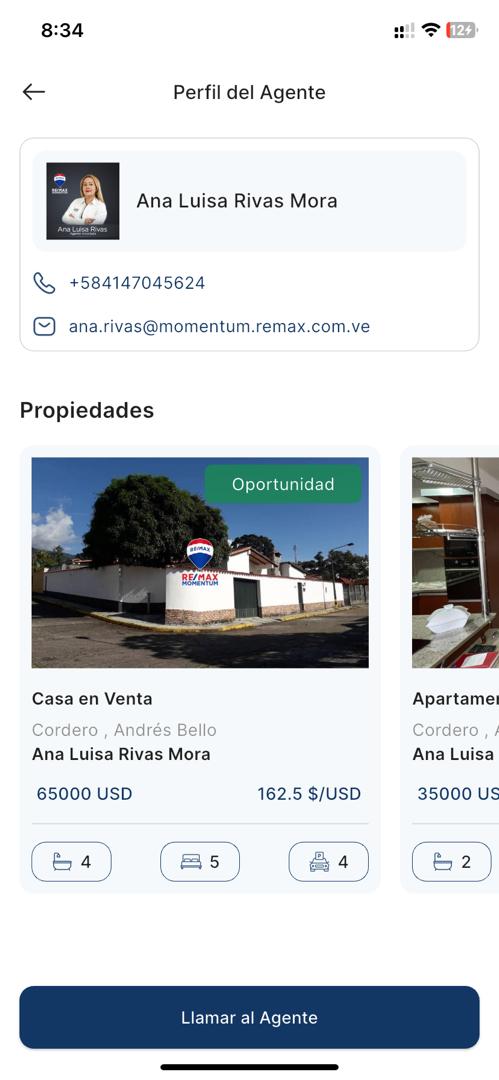 8:34
12
Perfil del Agente
RE/MAX
Ana Luisa Rivas
Ana Luisa Rivas Mora
+584147045624
ana.rivas@momentum.remax.com.ve
Propiedades
Oportunidad
RE/MAX
RE/MAX
MOMENTUM
Casa en Venta
Cordero , Andrés Bello
Ana Luisa Rivas Mora
65000 USD
162.5 $/USD
4
5
P
4
Apartamen
Cordero , A
Ana Luisa
35000 US
2
Llamar al Agente